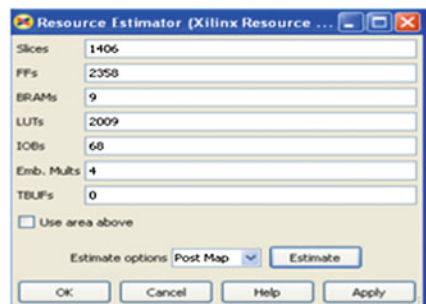 Resource Estimator (Xilinx Resource ...
Slices 1406
FFs 2358
BRAMs 9
LUTs 2009
IOBs 68
Emb. Mults 4
TBUFs 0
Use area above
Estimate options Post Map Estimate
OK Cancel Help Apply